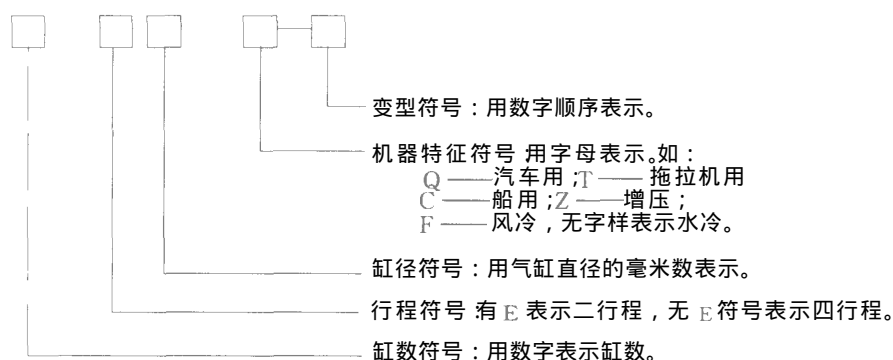 变型符号：用数字顺序表示。
机器特征符号 用字母表示。如：
Q——汽车用；T——拖拉机用
C——船用；Z——增压；
F——风冷，无字样表示水冷。
缸径符号：用气缸直径的毫米数表示。
行程符号 有 E 表示二行程，无 E 符号表示四行程。
缸数符号：用数字表示缸数。